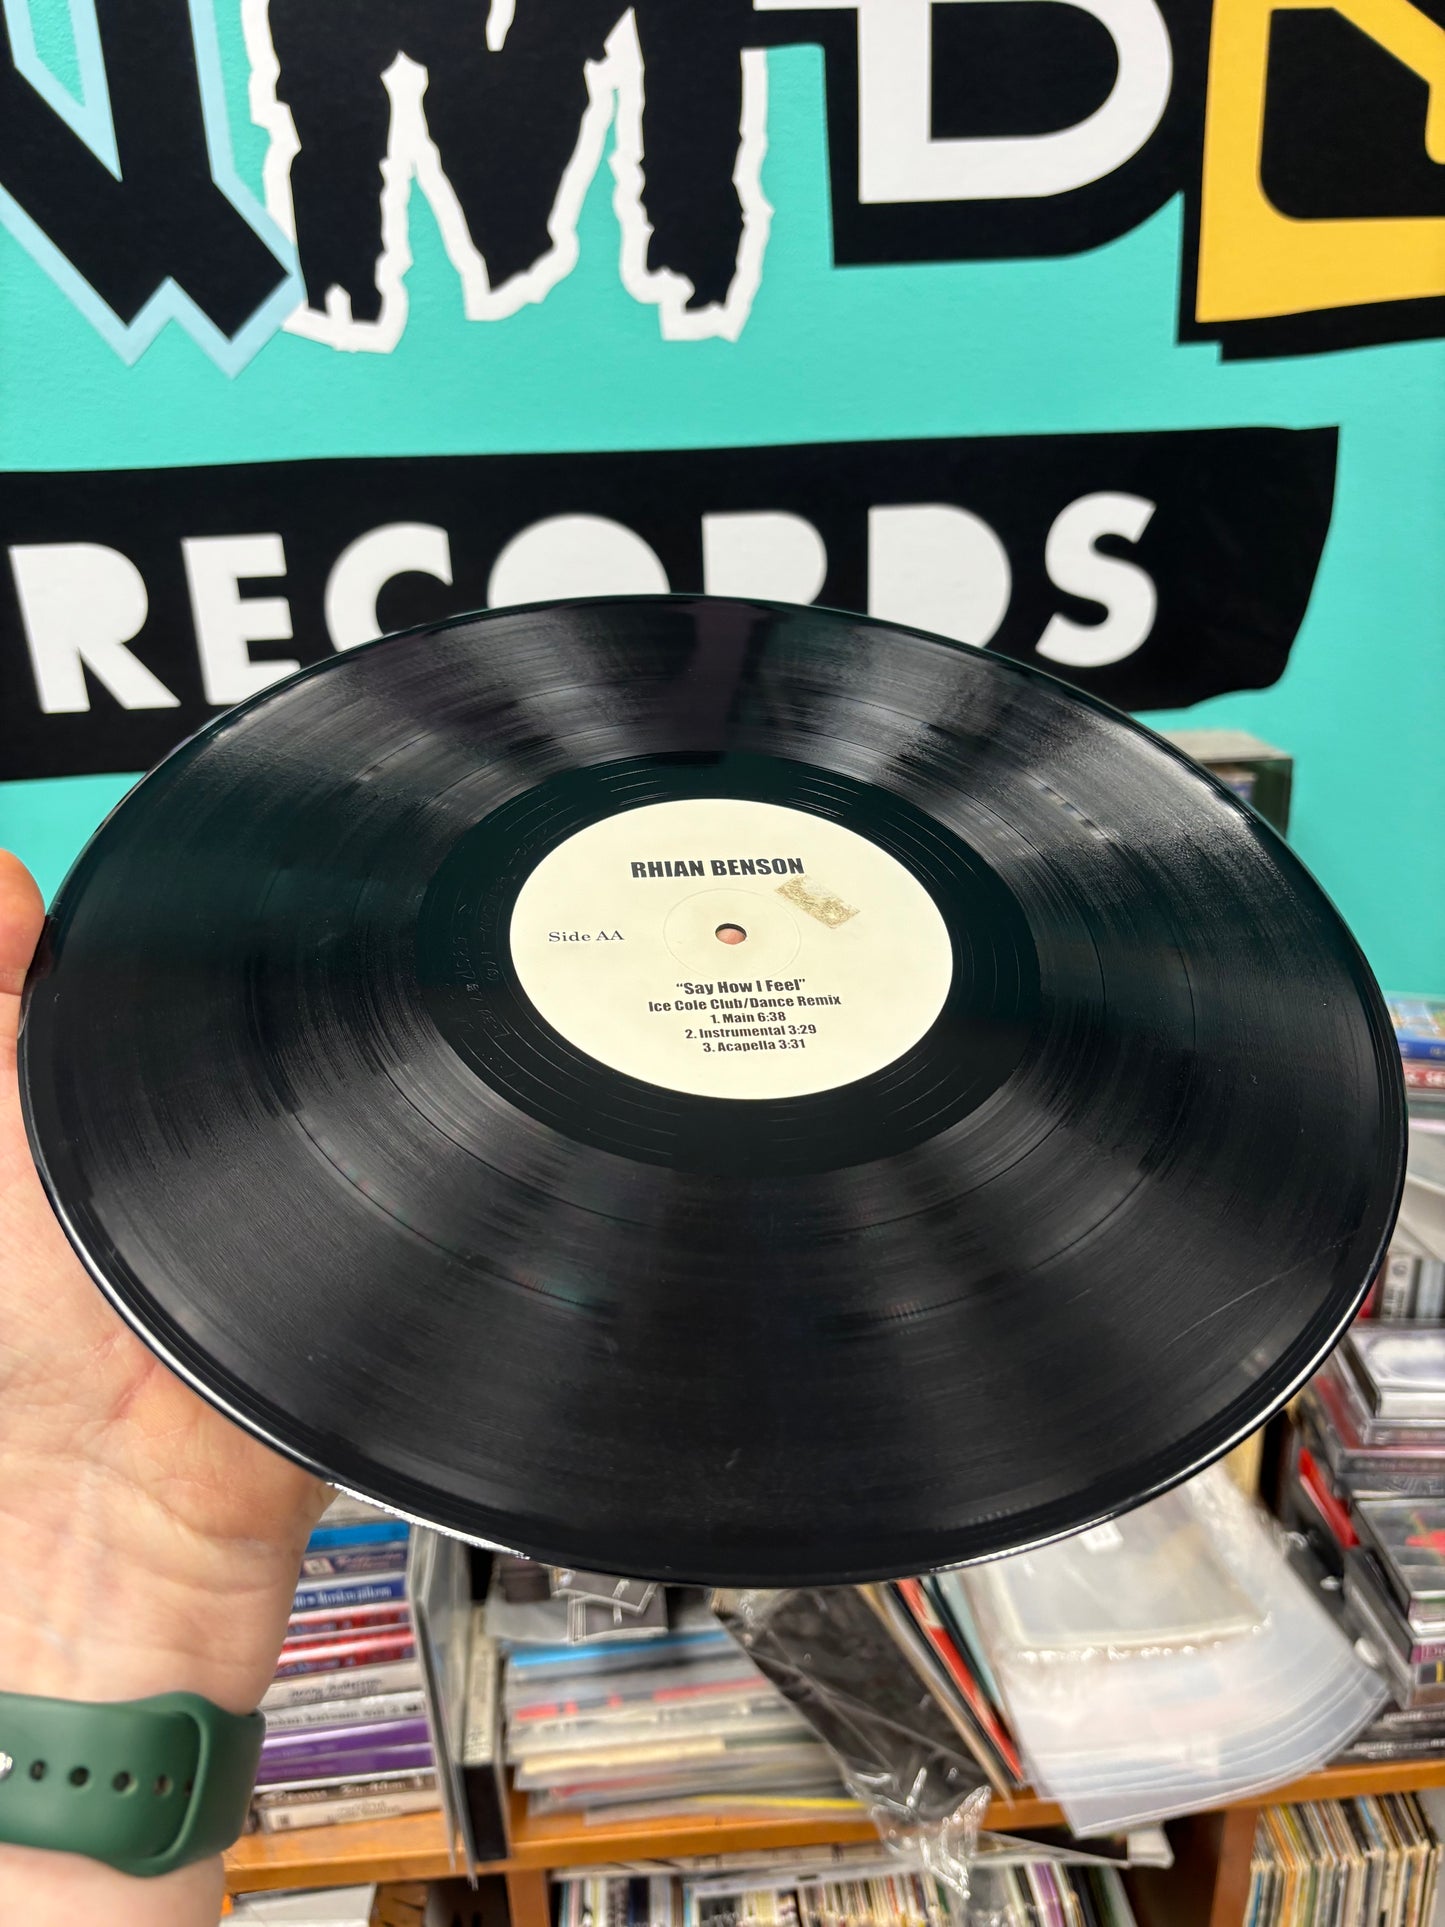 RECORDS
RHIAN BENSON
Side AA
"Say How I Feel"
Ice Cole Club/Dance Remix
1. Main 6:38
2. Instrumental 3:29
3. Acapella 3:31